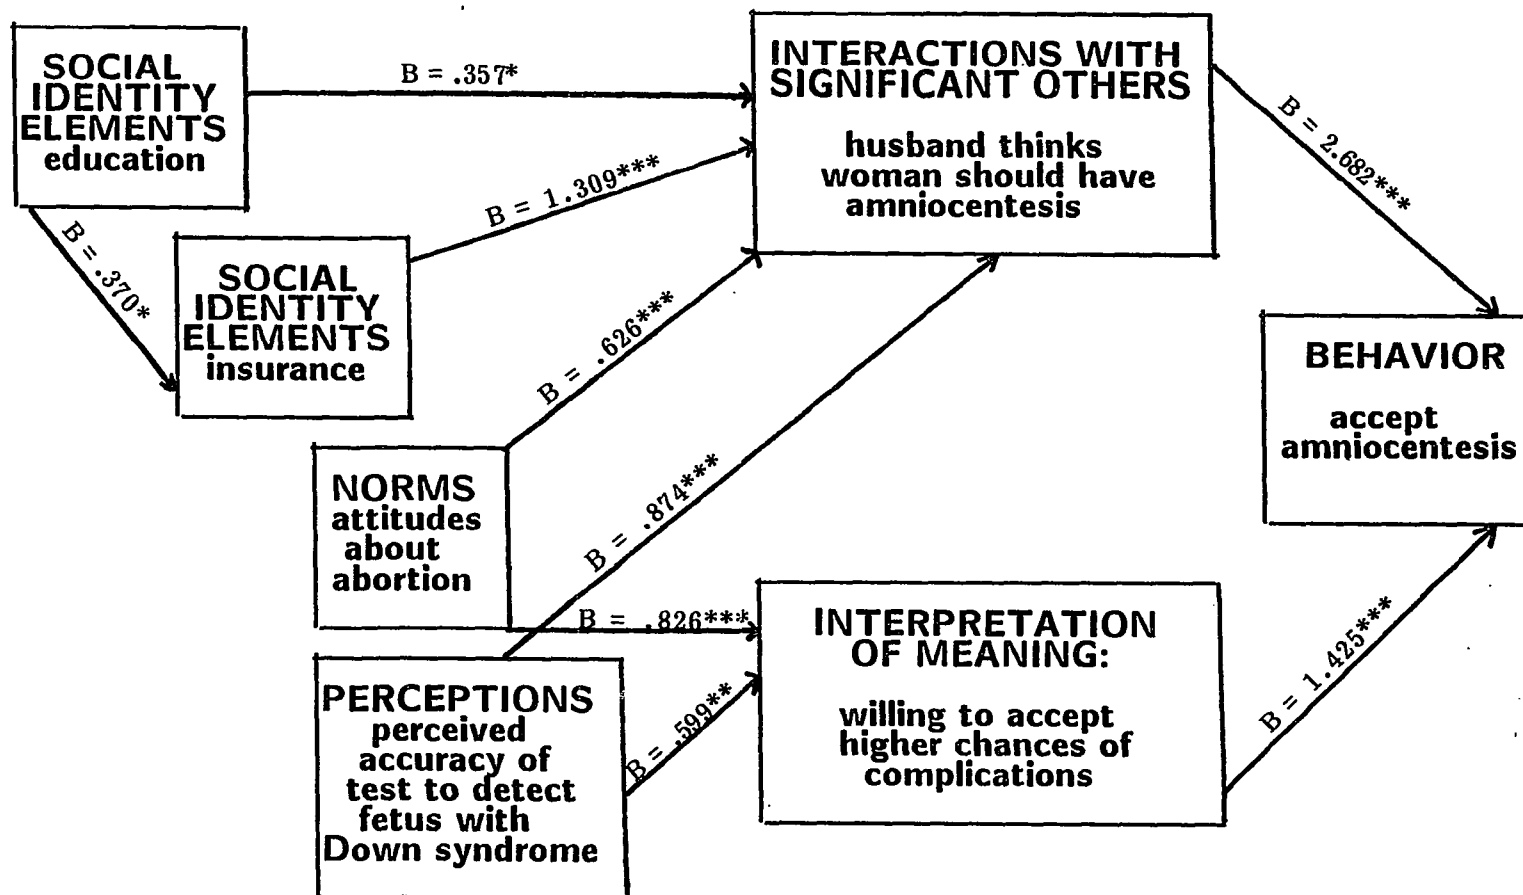 SOCIAL
IDENTITY
ELEMENTS
education
B = .357*
B = .370*
SOCIAL
IDENTITY
ELEMENTS
insurance
B = 1.309***
INTERACTIONS WITH
SIGNIFICANT OTHERS
husband thinks
woman should have
amniocentesis
B = 2.682***
B = .626***
B = .874***
NORMS
attitudes
about
abortion
B = .826***
PERCEPTIONS
perceived
accuracy of
test to detect
fetus with
Down syndrome
B = .599**
INTERPRETATION
OF MEANING:
willing to accept
higher chances of
complications
B = 1.425***
BEHAVIOR
accept
amniocentesis